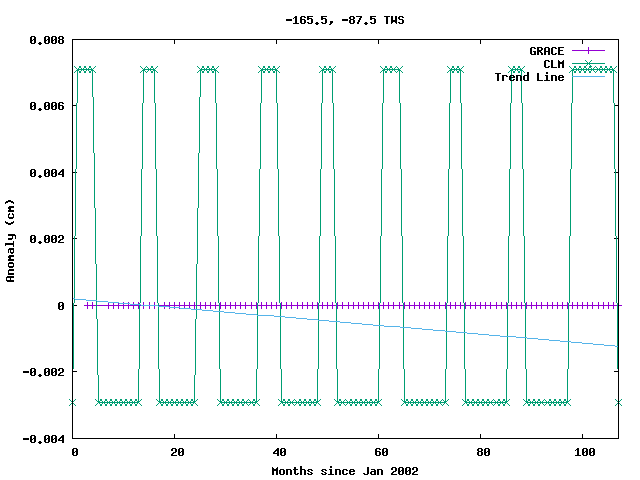 -165.5, -87.5 TWS
GRACE
CLM
Trend Line
0.008
0.006
0.004
0.002
0
-0.002
-0.004
Anomaly (cm)
0 20 40 60 80 100
Months since Jan 2002